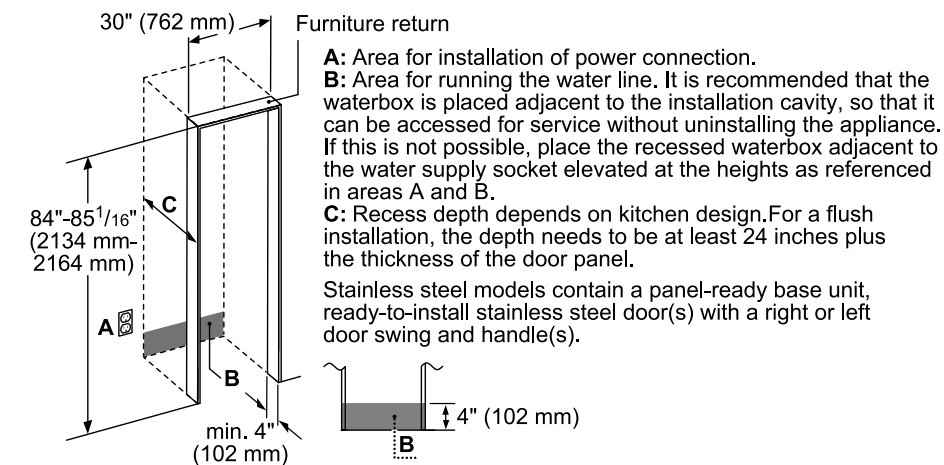 30" (762 mm)
Furniture return
A: Area for installation of power connection.
B: Area for running the water line. It is recommended that the
waterbox is placed adjacent to the installation cavity, so that it
can be accessed for service without uninstalling the appliance.
If this is not possible, place the recessed waterbox adjacent to
the water supply socket elevated at the heights as referenced
in areas A and B.
C: Recess depth depends on kitchen design.For a flush
installation, the depth needs to be at least 24 inches plus
the thickness of the door panel.
Stainless steel models contain a panel-ready base unit,
ready-to-install stainless steel door(s) with a right or left
door swing and handle(s).
C
84"-85 1/16"
(2134 mm-
2164 mm)
A
B
min. 4"
(102 mm)
4" (102 mm)
B